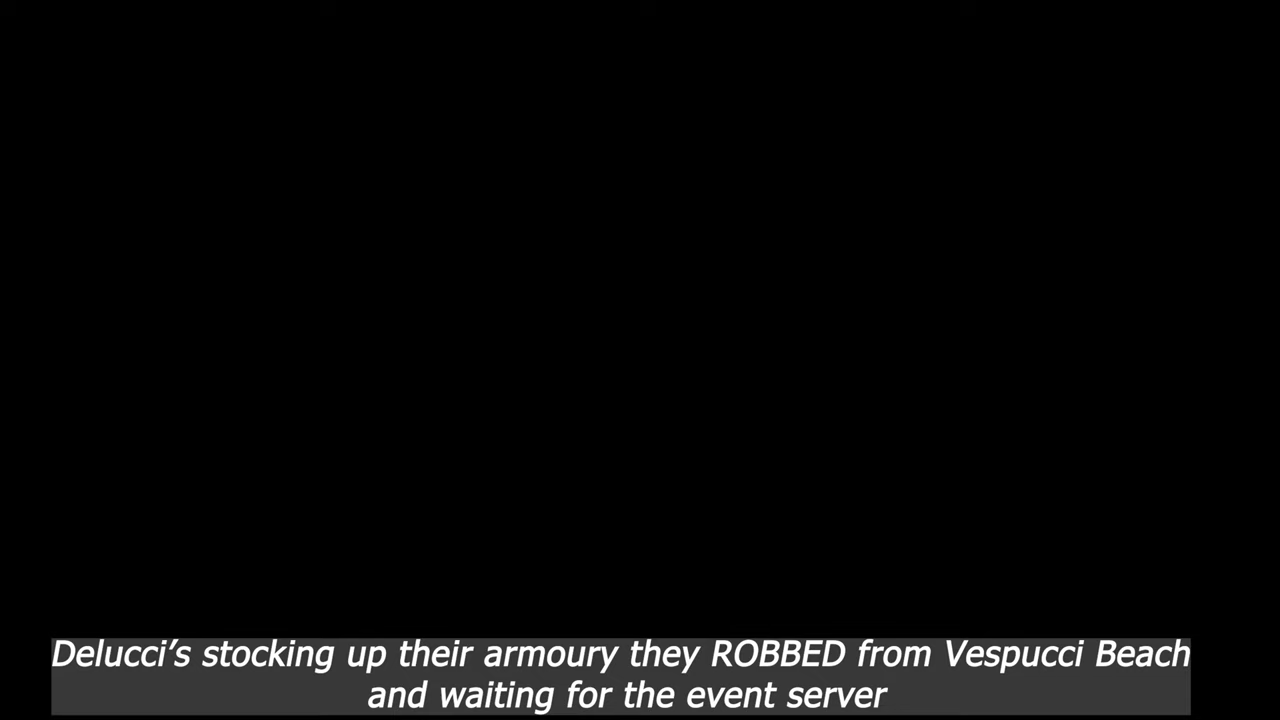 Delucci’s stocking up their armoury they ROBBED from Vespucci Beach
and waiting for the event server